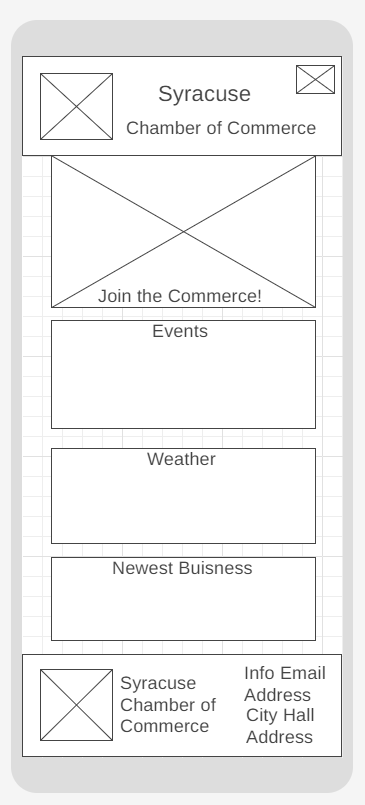 Syracuse
Chamber of Commerce
Join the Commerce!
Events
Weather
Newest Buisness
Syracuse
Chamber of
Commerce
Info Email
Address
City Hall
Address